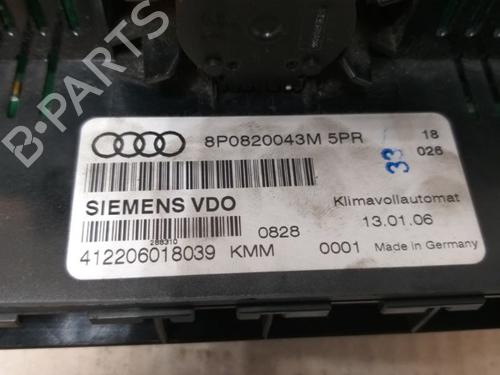 8P0820043M 5PR
18
026
33
SIEMENS VDO
Klimavollautomat
13.01.06
288310
0828
412206018039 KMM
0001 Made in Germany
B-Parts